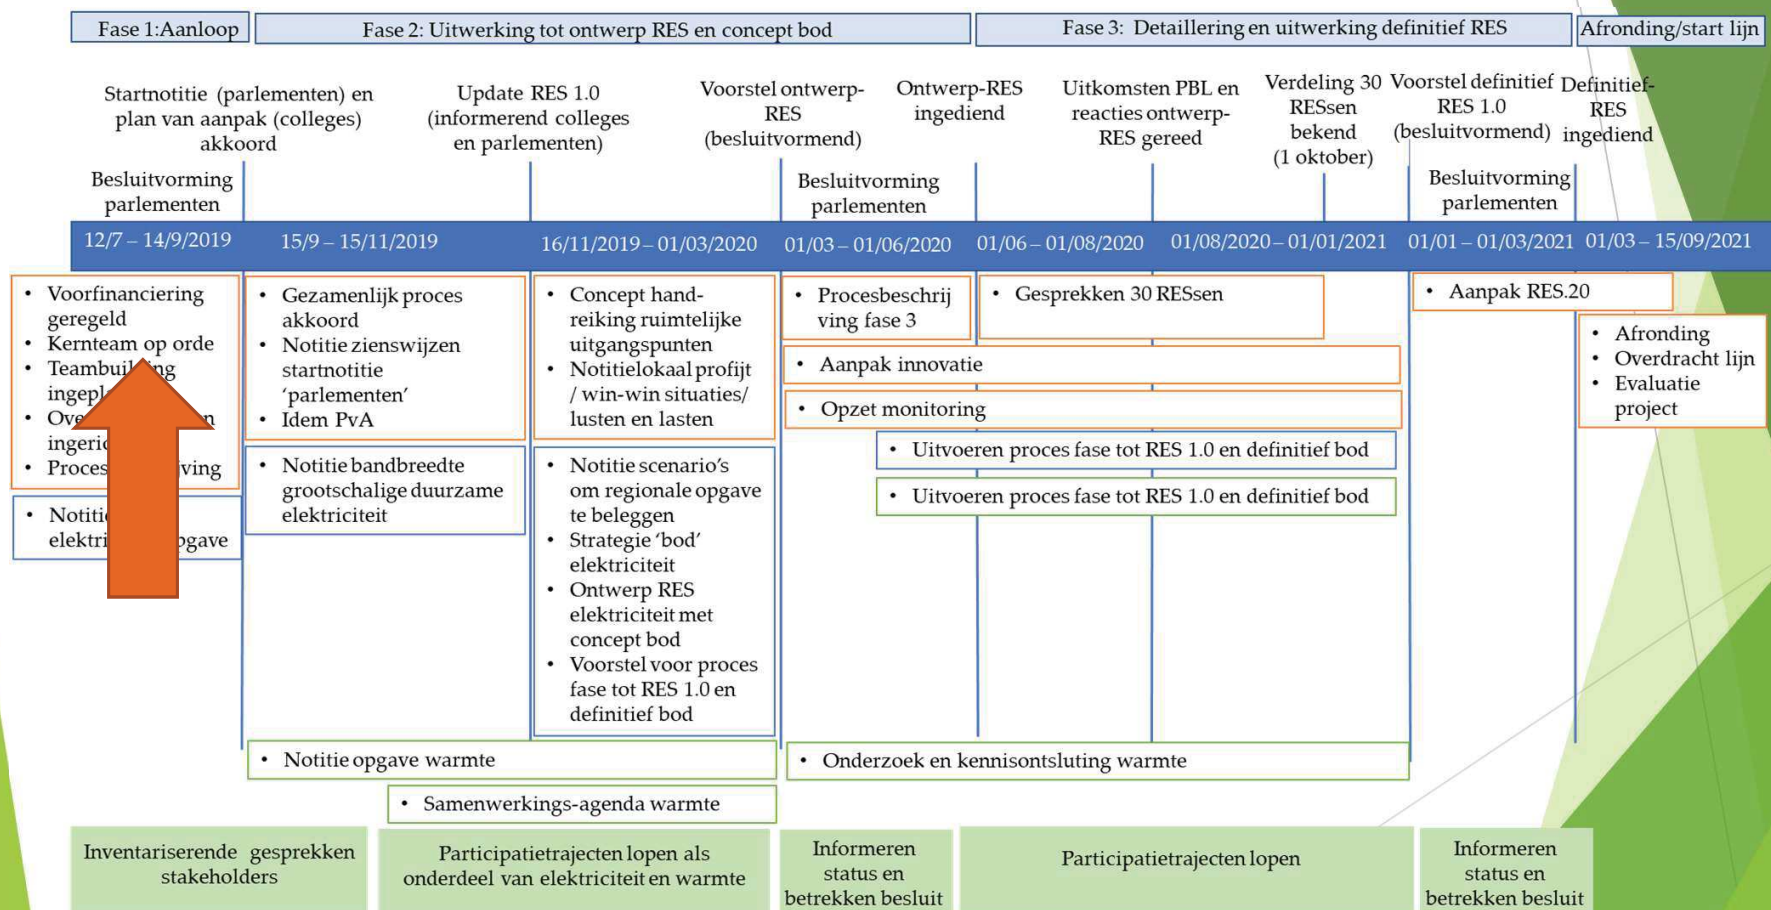 Fase 1:Aanloop
Fase 2: Uitwerking tot ontwerp RES en concept bod
Fase 3: Detaillering en uitwerking definitief RES
Afronding/start lijn
Startnotitie (parlementen) en
plan van aanpak (colleges)
akkoord
Update RES 1.0
(informerend colleges
en parlementen)
Voorstel ontwerp-
RES
(besluitvormend)
Ontwerp-RES
ingediend
Uitkomsten PBL en
reacties ontwerp-
RES gereed
Verdeling 30
RESsen
bekend
(1 oktober)
Voorstel definitief
RES 1.0
(besluitvormend)
Definitief-
RES
ingediend
Besluitvorming
parlementen
Besluitvorming
parlementen
Besluitvorming
parlementen
12/7 – 14/9/2019
15/9 – 15/11/2019
16/11/2019 – 01/03/2020
01/03 – 01/06/2020
01/06 – 01/08/2020
01/08/2020 – 01/01/2021
01/01 – 01/03/2021
01/03 – 15/09/2021
• Voorfinanciering
geregeld
• Kernteam op orde
•
•
•
• Gezamenlijk proces
akkoord
• Notitie zienswijzen
startnotitie
‘parlementen’
• Idem PvA
• Notitie bandbreedte
grootschalige duurzame
elektriciteit
• Concept hand-
reiking ruimtelijke
uitgangspunten
• Notitielokaal profijt
/ win-win situaties/
lusten en lasten
• Notitie scenario’s
om regionale opgave
te beleggen
• Strategie ‘bod’
elektriciteit
• Ontwerp RES
elektriciteit met
concept bod
• Voorstel voor proces
fase tot RES 1.0 en
definitief bod
• Procesbeschrij
ving fase 3
• Gesprekken 30 RESsen
• Aanpak innovatie
• Opzet monitoring
• Uitvoeren proces fase tot RES 1.0 en definitief bod
• Uitvoeren proces fase tot RES 1.0 en definitief bod
• Aanpak RES.20
• Afronding
• Overdracht lijn
• Evaluatie
project
• Notitie opgave warmte
• Samenwerkings-agenda warmte
• Onderzoek en kennisontsluting warmte
Inventariserende gesprekken
stakeholders
Participatietrajecten lopen als
onderdeel van elektriciteit en warmte
Informeren
status en
betrekken besluit
Participatietrajecten lopen
Informeren
status en
betrekken besluit